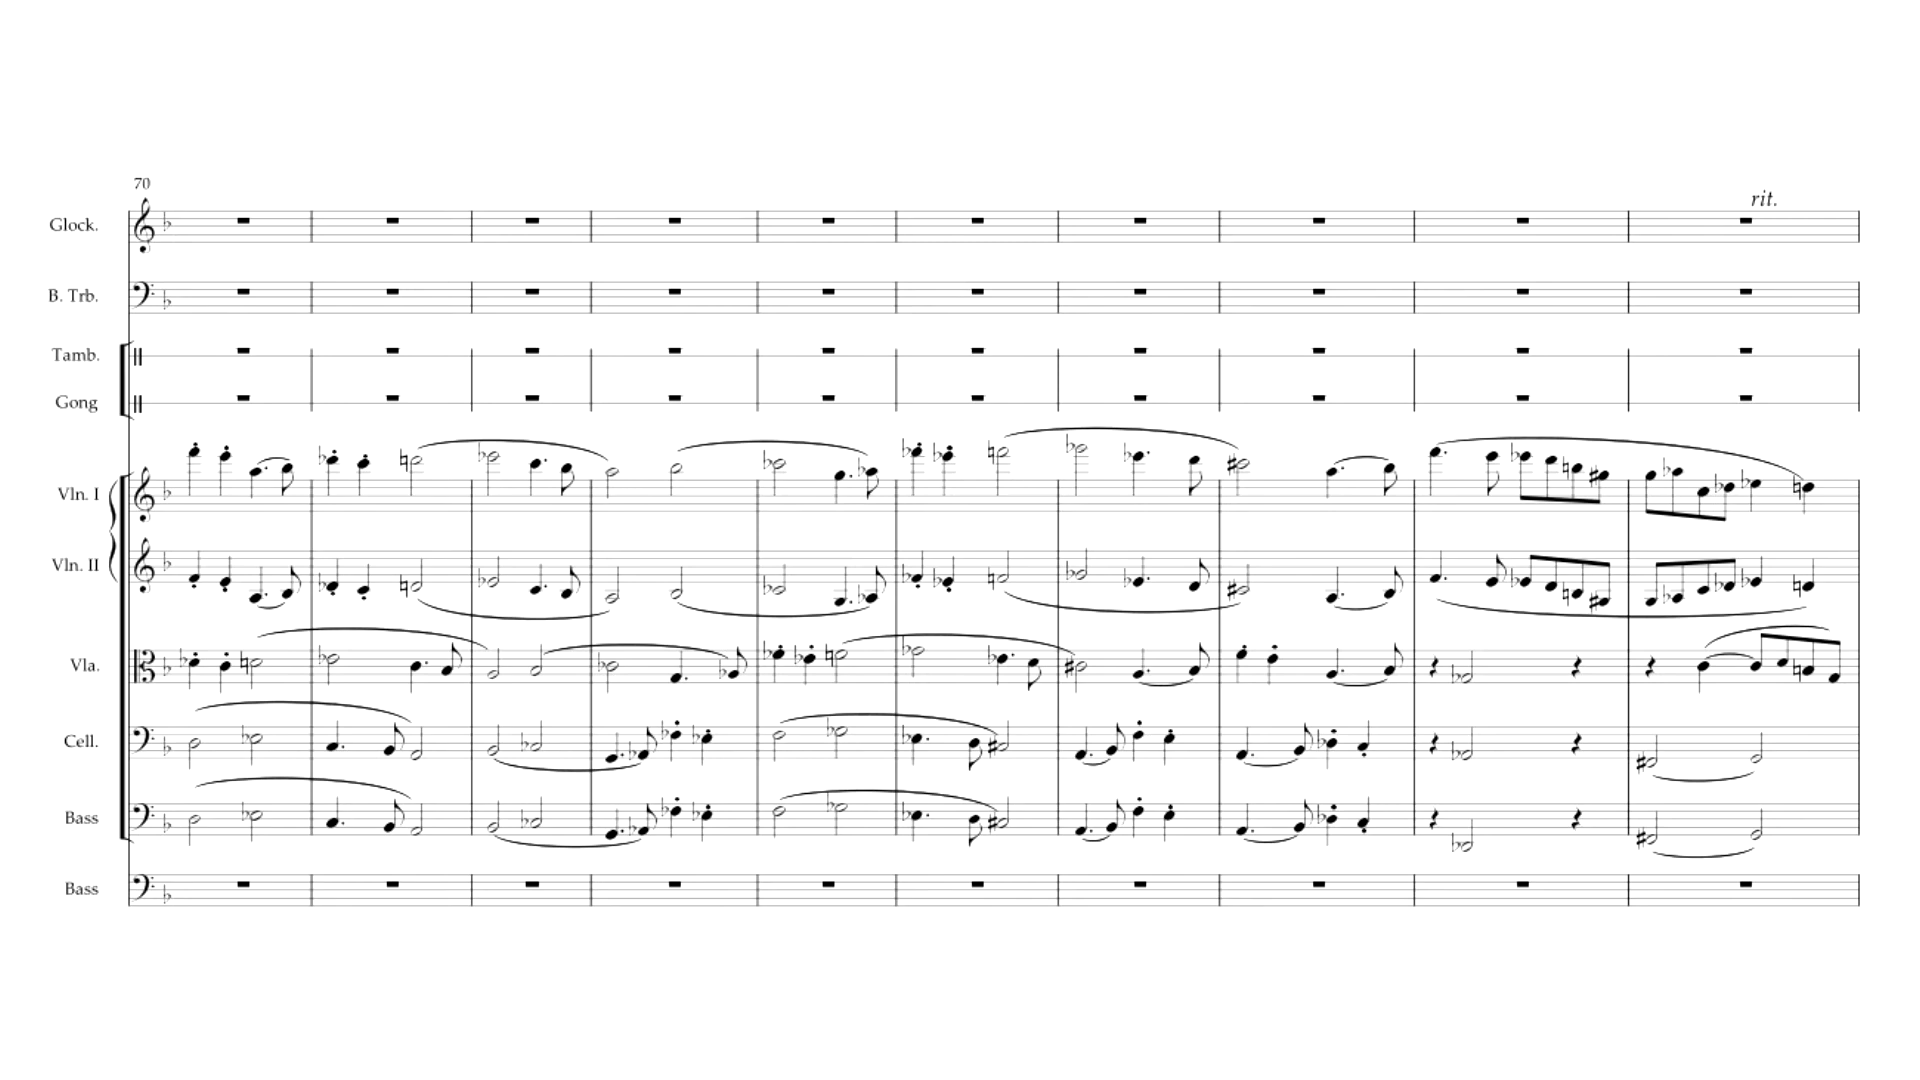 70
rit.
Glock.
B. Trb.
Tamb.
Gong
Vln. I
Vln. II
Vla.
Cell.
Bass
Bass